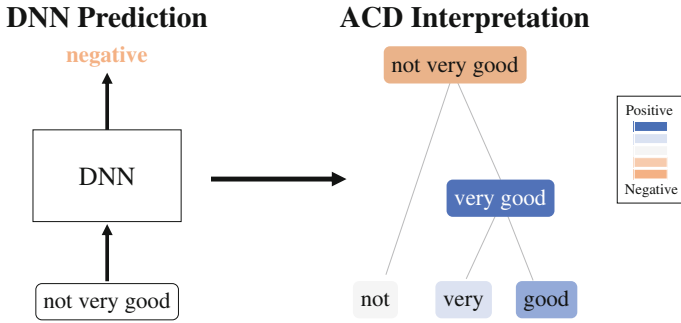 DNN Prediction
negative
DNN
not very good
ACD Interpretation
not very good
very good
not
very
good
Positive
Negative